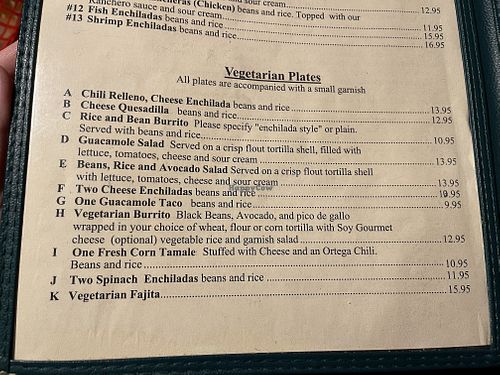 (Chicken) beans and rice. Topped with our
Ranchero sauce and sour cream 12.95
#12 Fish Enchiladas beans and rice 11.95
#13 Shrimp Enchiladas beans and rice 15.95
16.95
Vegetarian Plates
All plates are accompanied with a small garnish
A Chili Relleno, Cheese Enchilada beans and rice 13.95
B Cheese Quesadilla beans and rice 12.95
C Rice and Bean Burrito Please specify "enchilada style" or plain.
Served with beans and rice 10.95
D Guacamole Salad Served on a crisp flout tortilla shell, filled with
lettuce, tomatoes, cheese and sour cream 13.95
E Beans, Rice and Avocado Salad Served on a crisp flout tortilla shell
with lettuce, tomatoes, cheese and sour cream 13.95
F Two Cheese Enchiladas beans and rice 19.95
G One Guacamole Taco beans and rice 9.95
H Vegetarian Burrito Black Beans, Avocado, and pico de gallo
wrapped in your choice of wheat, flour or corn tortilla with Soy Gourmet
cheese (optional) vegetable rice and garnish salad 12.95
I One Fresh Corn Tamale Stuffed with Cheese and an Ortega Chili.
Beans and rice 10.95
J Two Spinach Enchiladas beans and rice 11.95
K Vegetarian Fajita 15.95